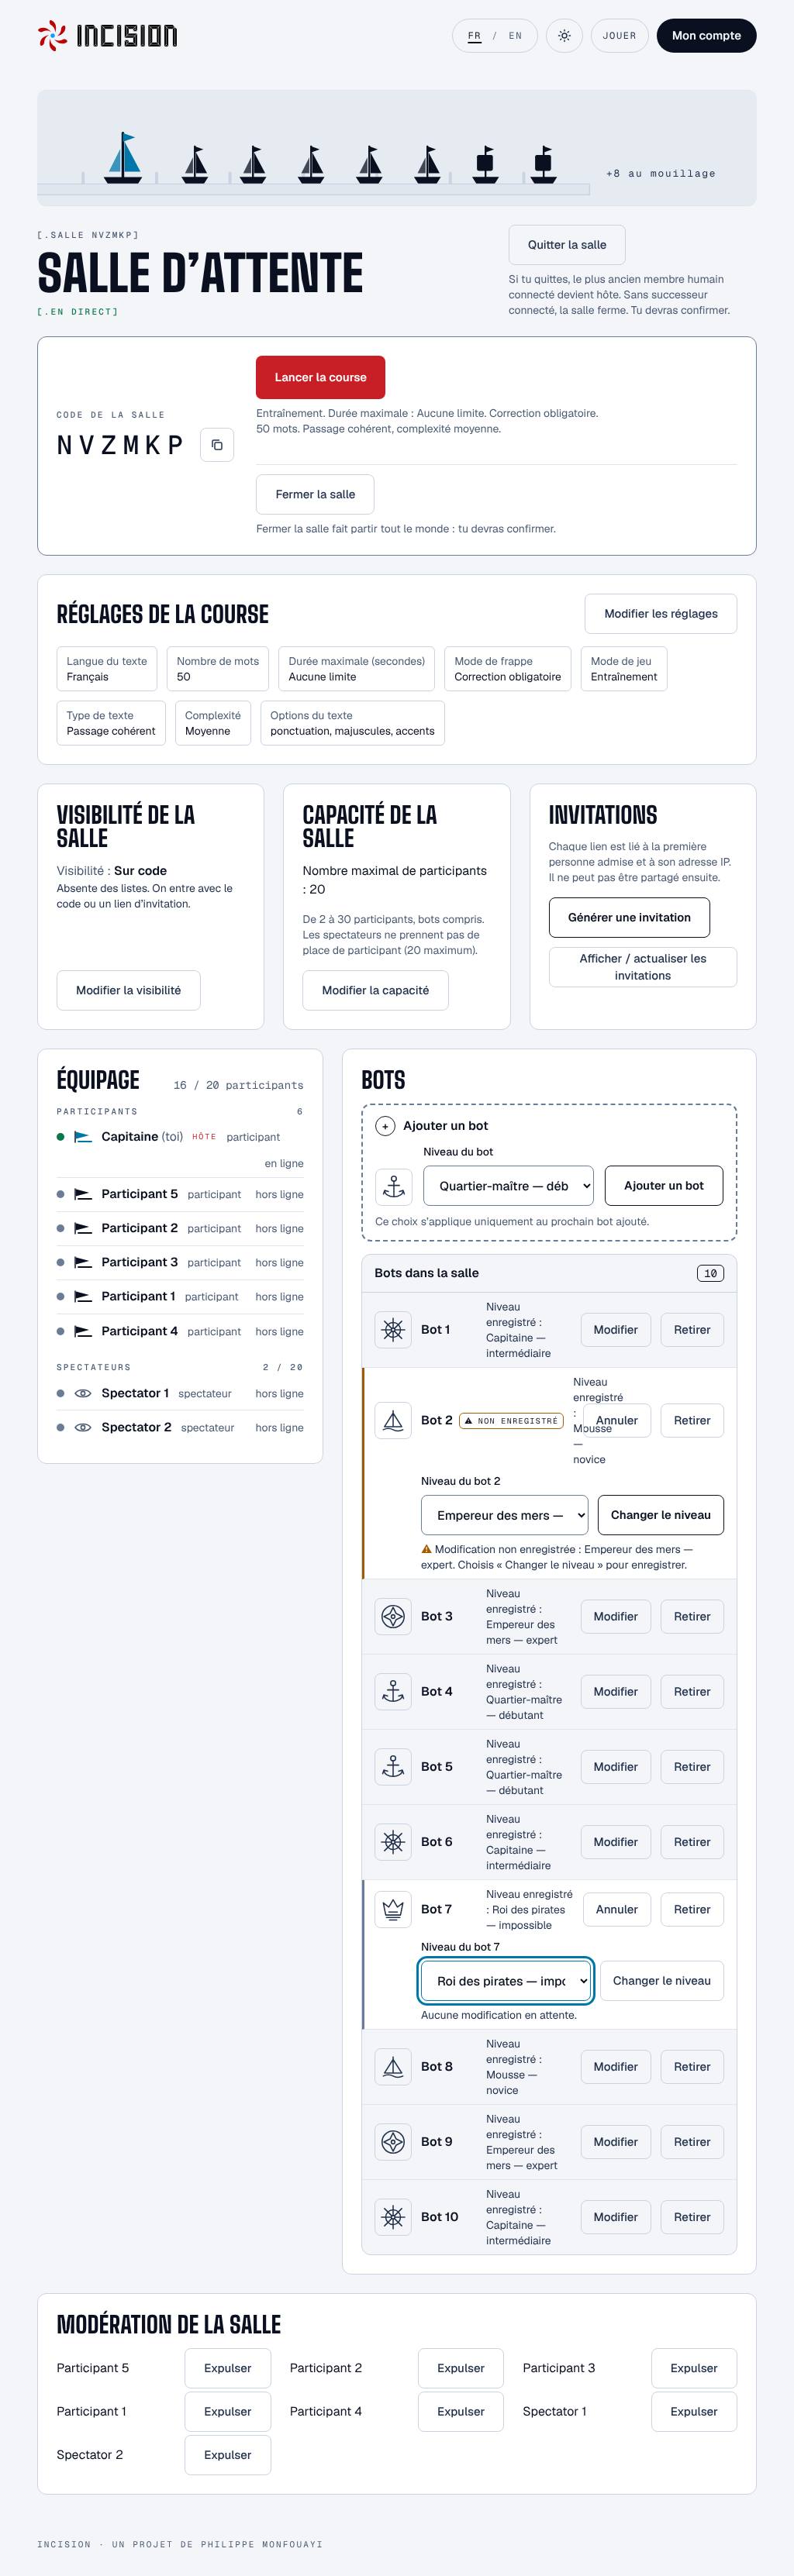 INCISION
FR / EN
JOUER
Mon compte
+8 au mouillage
[.SALLE NVZMKP]
SALLE D’ATTENTE
[.EN DIRECT]
Quitter la salle
Si tu quittes, le plus ancien membre humain
connecté devient hôte. Sans successeur
connecté, la salle ferme. Tu devras confirmer.
CODE DE LA SALLE
NVZMKP
Lancer la course
Entraînement. Durée maximale : Aucune limite. Correction obligatoire.
50 mots. Passage cohérent, complexité moyenne.
Fermer la salle
Fermer la salle fait partir tout le monde : tu devras confirmer.
RÉGLAGES DE LA COURSE
Modifier les réglages
Langue du texte
Français
Nombre de mots
50
Durée maximale (secondes)
Aucune limite
Mode de frappe
Correction obligatoire
Mode de jeu
Entraînement
Type de texte
Passage cohérent
Complexité
Moyenne
Options du texte
ponctuation, majuscules, accents
VISIBILITÉ DE LA
SALLE
Visibilité : Sur code
Absente des listes. On entre avec le
code ou un lien d’invitation.
Modifier la visibilité
CAPACITÉ DE LA
SALLE
Nombre maximal de participants
: 20
De 2 à 30 participants, bots compris.
Les spectateurs ne prennent pas de
place de participant (20 maximum).
Modifier la capacité
INVITATIONS
Chaque lien est lié à la première
personne admise et à son adresse IP.
Il ne peut pas être partagé ensuite.
Générer une invitation
Afficher / actualiser les
invitations
ÉQUIPAGE
16 / 20 participants
PARTICIPANTS 6
Capitaine (toi) HÔTE participant
en ligne
Participant 5 participant hors ligne
Participant 2 participant hors ligne
Participant 3 participant hors ligne
Participant 1 participant hors ligne
Participant 4 participant hors ligne
SPECTATEURS 2 / 20
Spectator 1 spectateur hors ligne
Spectator 2 spectateur hors ligne
BOTS
+ Ajouter un bot
Niveau du bot
Quartier-maître — déb
Ajouter un bot
Ce choix s’applique uniquement au prochain bot ajouté.
Bots dans la salle 10
Bot 1
Niveau
enregistré :
Capitaine —
intermédiaire
Modifier
Retirer
Bot 2
NON ENREGISTRÉ
Niveau
enregistré
:
Mousse
—
novice
Annuler
Retirer
Niveau du bot 2
Empereur des mers —
Changer le niveau
Modification non enregistrée : Empereur des mers —
expert. Choisis « Changer le niveau » pour enregistrer.
Bot 3
Niveau
enregistré :
Empereur des
mers — expert
Modifier
Retirer
Bot 4
Niveau
enregistré :
Quartier-maître
— débutant
Modifier
Retirer
Bot 5
Niveau
enregistré :
Quartier-maître
— débutant
Modifier
Retirer
Bot 6
Niveau
enregistré :
Capitaine —
intermédiaire
Modifier
Retirer
Bot 7
Niveau enregistré
: Roi des pirates
— impossible
Annuler
Retirer
Niveau du bot 7
Roi des pirates — impo
Changer le niveau
Aucune modification en attente.
Bot 8
Niveau
enregistré :
Mousse —
novice
Modifier
Retirer
Bot 9
Niveau
enregistré :
Empereur des
mers — expert
Modifier
Retirer
Bot 10
Niveau
enregistré :
Capitaine —
intermédiaire
Modifier
Retirer
MODÉRATION DE LA SALLE
Participant 5 Expulser Participant 2 Expulser Participant 3 Expulser
Participant 1 Expulser Participant 4 Expulser Spectator 1 Expulser
Spectator 2 Expulser
INCISION · UN PROJET DE PHILIPPE MONFOUAYI